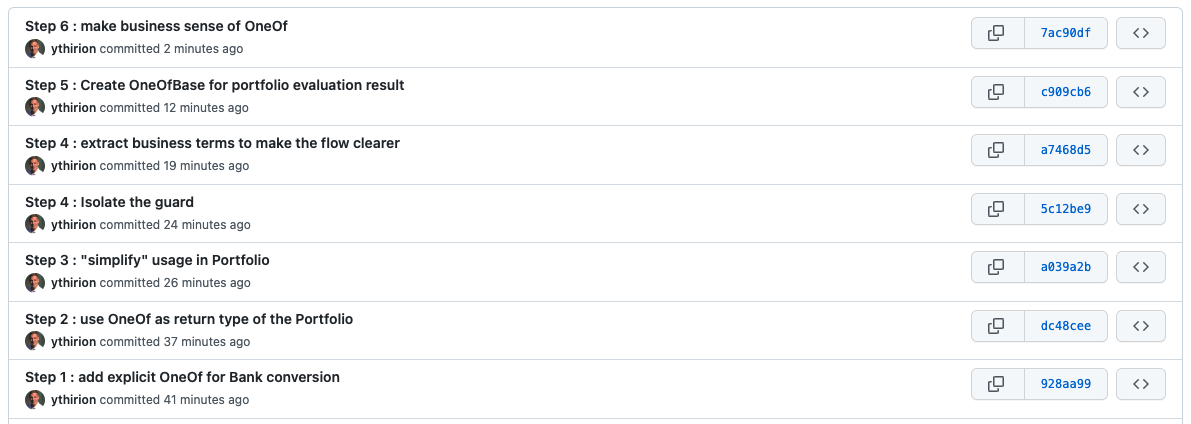 Step 6 : make business sense of OneOf
ythirion committed 2 minutes ago
7ac90df
Step 5 : Create OneOfBase for portfolio evaluation result
ythirion committed 12 minutes ago
c909cb6
Step 4 : extract business terms to make the flow clearer
ythirion committed 19 minutes ago
a7468d5
Step 4 : Isolate the guard
ythirion committed 24 minutes ago
5c12be9
Step 3 : "simplify" usage in Portfolio
ythirion committed 26 minutes ago
a039a2b
Step 2 : use OneOf as return type of the Portfolio
ythirion committed 37 minutes ago
dc48cee
Step 1 : add explicit OneOf for Bank conversion
ythirion committed 41 minutes ago
928aa99